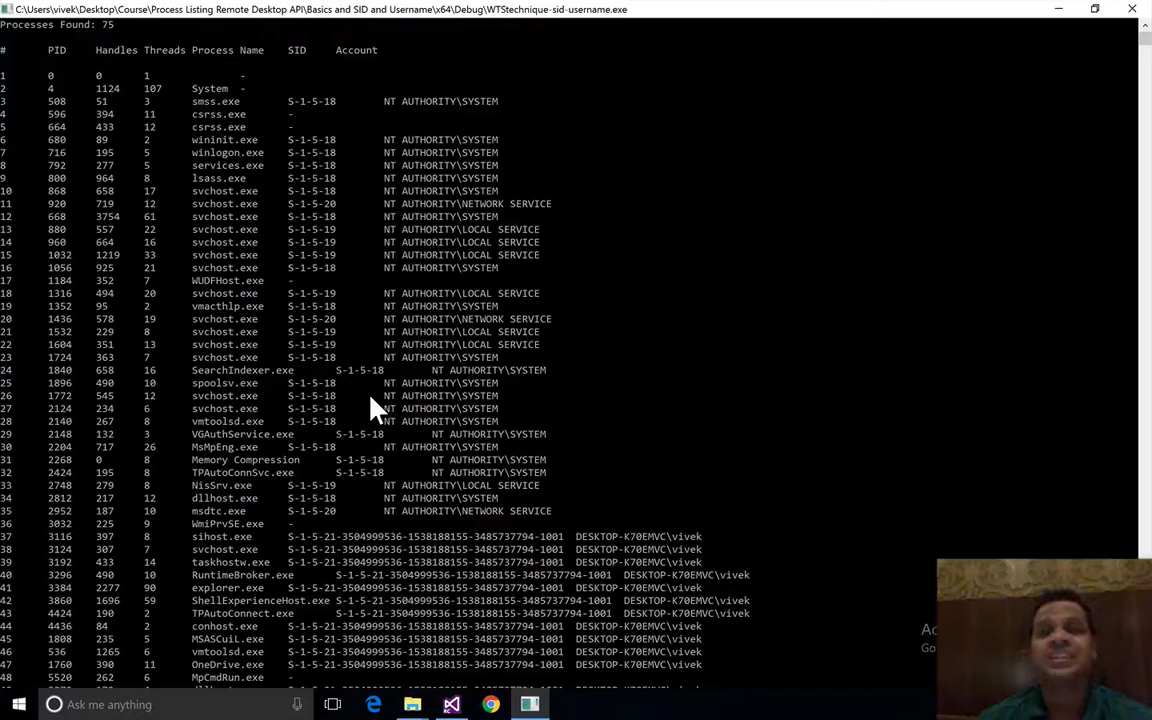 C:\Users\vivek\Desktop\Course\Process Listing Remote Desktop API\Basics and SID and Username\x64\Debug\WTStechnique-sid-username.exe
Processes Found: 75
# PID Handles Threads Process Name SID Account
1 0 0 1 -
2 4 1124 107 System -
3 508 51 3 smss.exe S-1-5-18 NT AUTHORITY\SYSTEM
4 596 394 11 csrss.exe -
5 664 433 12 csrss.exe -
6 680 89 2 wininit.exe S-1-5-18 NT AUTHORITY\SYSTEM
7 716 195 5 winlogon.exe S-1-5-18 NT AUTHORITY\SYSTEM
8 792 277 5 services.exe S-1-5-18 NT AUTHORITY\SYSTEM
9 800 964 8 lsass.exe S-1-5-18 NT AUTHORITY\SYSTEM
10 868 658 17 svchost.exe S-1-5-18 NT AUTHORITY\SYSTEM
11 920 719 12 svchost.exe S-1-5-20 NT AUTHORITY\NETWORK SERVICE
12 668 3754 61 svchost.exe S-1-5-18 NT AUTHORITY\SYSTEM
13 880 557 22 svchost.exe S-1-5-19 NT AUTHORITY\LOCAL SERVICE
14 960 664 16 svchost.exe S-1-5-19 NT AUTHORITY\LOCAL SERVICE
15 1032 1219 33 svchost.exe S-1-5-19 NT AUTHORITY\LOCAL SERVICE
16 1056 925 21 svchost.exe S-1-5-18 NT AUTHORITY\SYSTEM
17 1184 352 7 WUDFHost.exe -
18 1316 494 20 svchost.exe S-1-5-19 NT AUTHORITY\LOCAL SERVICE
19 1352 95 2 vmacthlp.exe S-1-5-18 NT AUTHORITY\SYSTEM
20 1436 578 19 svchost.exe S-1-5-20 NT AUTHORITY\NETWORK SERVICE
21 1532 229 8 svchost.exe S-1-5-19 NT AUTHORITY\LOCAL SERVICE
22 1604 351 13 svchost.exe S-1-5-19 NT AUTHORITY\LOCAL SERVICE
23 1724 363 7 svchost.exe S-1-5-18 NT AUTHORITY\SYSTEM
24 1840 658 16 SearchIndexer.exe S-1-5-18 NT AUTHORITY\SYSTEM
25 1896 490 10 spoolsv.exe S-1-5-18 NT AUTHORITY\SYSTEM
26 1772 545 12 svchost.exe S-1-5-18 NT AUTHORITY\SYSTEM
27 2124 234 6 svchost.exe S-1-5-18 NT AUTHORITY\SYSTEM
28 2140 267 8 vmtoolsd.exe S-1-5-18 NT AUTHORITY\SYSTEM
29 2148 132 3 VGAuthService.exe S-1-5-18 NT AUTHORITY\SYSTEM
30 2204 717 26 MsMpEng.exe S-1-5-18 NT AUTHORITY\SYSTEM
31 2268 0 8 Memory Compression S-1-5-18 NT AUTHORITY\SYSTEM
32 2424 195 8 TPAutoConnSvc.exe S-1-5-18 NT AUTHORITY\SYSTEM
33 2748 279 8 NisSrv.exe S-1-5-19 NT AUTHORITY\LOCAL SERVICE
34 2812 217 12 dllhost.exe S-1-5-18 NT AUTHORITY\SYSTEM
35 2952 187 10 msdtc.exe S-1-5-20 NT AUTHORITY\NETWORK SERVICE
36 3032 225 9 WmiPrvSE.exe -
37 3116 397 8 sihost.exe S-1-5-21-3504999536-1538188155-3485737794-1001 DESKTOP-K70EMVC\vivek
38 3124 307 7 svchost.exe S-1-5-21-3504999536-1538188155-3485737794-1001 DESKTOP-K70EMVC\vivek
39 3192 433 14 taskhostw.exe S-1-5-21-3504999536-1538188155-3485737794-1001 DESKTOP-K70EMVC\vivek
40 3296 490 10 RuntimeBroker.exe S-1-5-21-3504999536-1538188155-3485737794-1001 DESKTOP-K70EMVC\vivek
41 3384 2277 90 explorer.exe S-1-5-21-3504999536-1538188155-3485737794-1001 DESKTOP-K70EMVC\vivek
42 3860 1696 59 ShellExperienceHost.exe S-1-5-21-3504999536-1538188155-3485737794-1001 DESKTOP-K70EMVC\vivek
43 4424 190 2 TPAutoConnect.exe S-1-5-21-3504999536-1538188155-3485737794-1001 DESKTOP-K70EMVC\vivek
44 4436 84 2 conhost.exe S-1-5-21-3504999536-1538188155-3485737794-1001 DESKTOP-K70EMVC\vivek
45 1808 235 5 MSASCuiL.exe S-1-5-21-3504999536-1538188155-3485737794-1001 DESKTOP-K70EMVC\vivek
46 536 1265 6 vmtoolsd.exe S-1-5-21-3504999536-1538188155-3485737794-1001 DESKTOP-K70EMVC\vivek
47 1760 390 11 OneDrive.exe S-1-5-21-3504999536-1538188155-3485737794-1001 DESKTOP-K70EMVC\vivek
48 5520 262 6 MpCmdRun.exe -
Ac
Go
Ask me anything